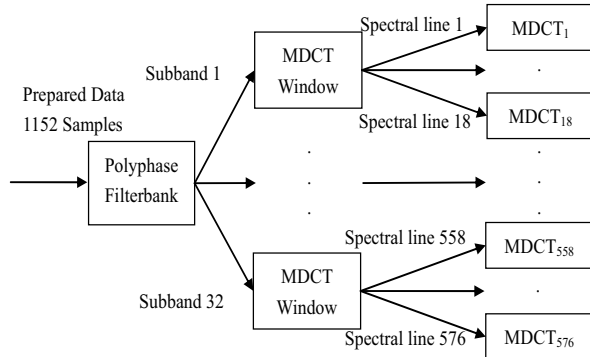 Prepared Data
1152 Samples
Polyphase
Filterbank
Subband 1
Subband 32
MDCT
Window
MDCT
Window
Spectral line 1
Spectral line 18
Spectral line 558
Spectral line 576
MDCT₁
MDCT₁₈
MDCT₅₅₈
MDCT₅₇₆